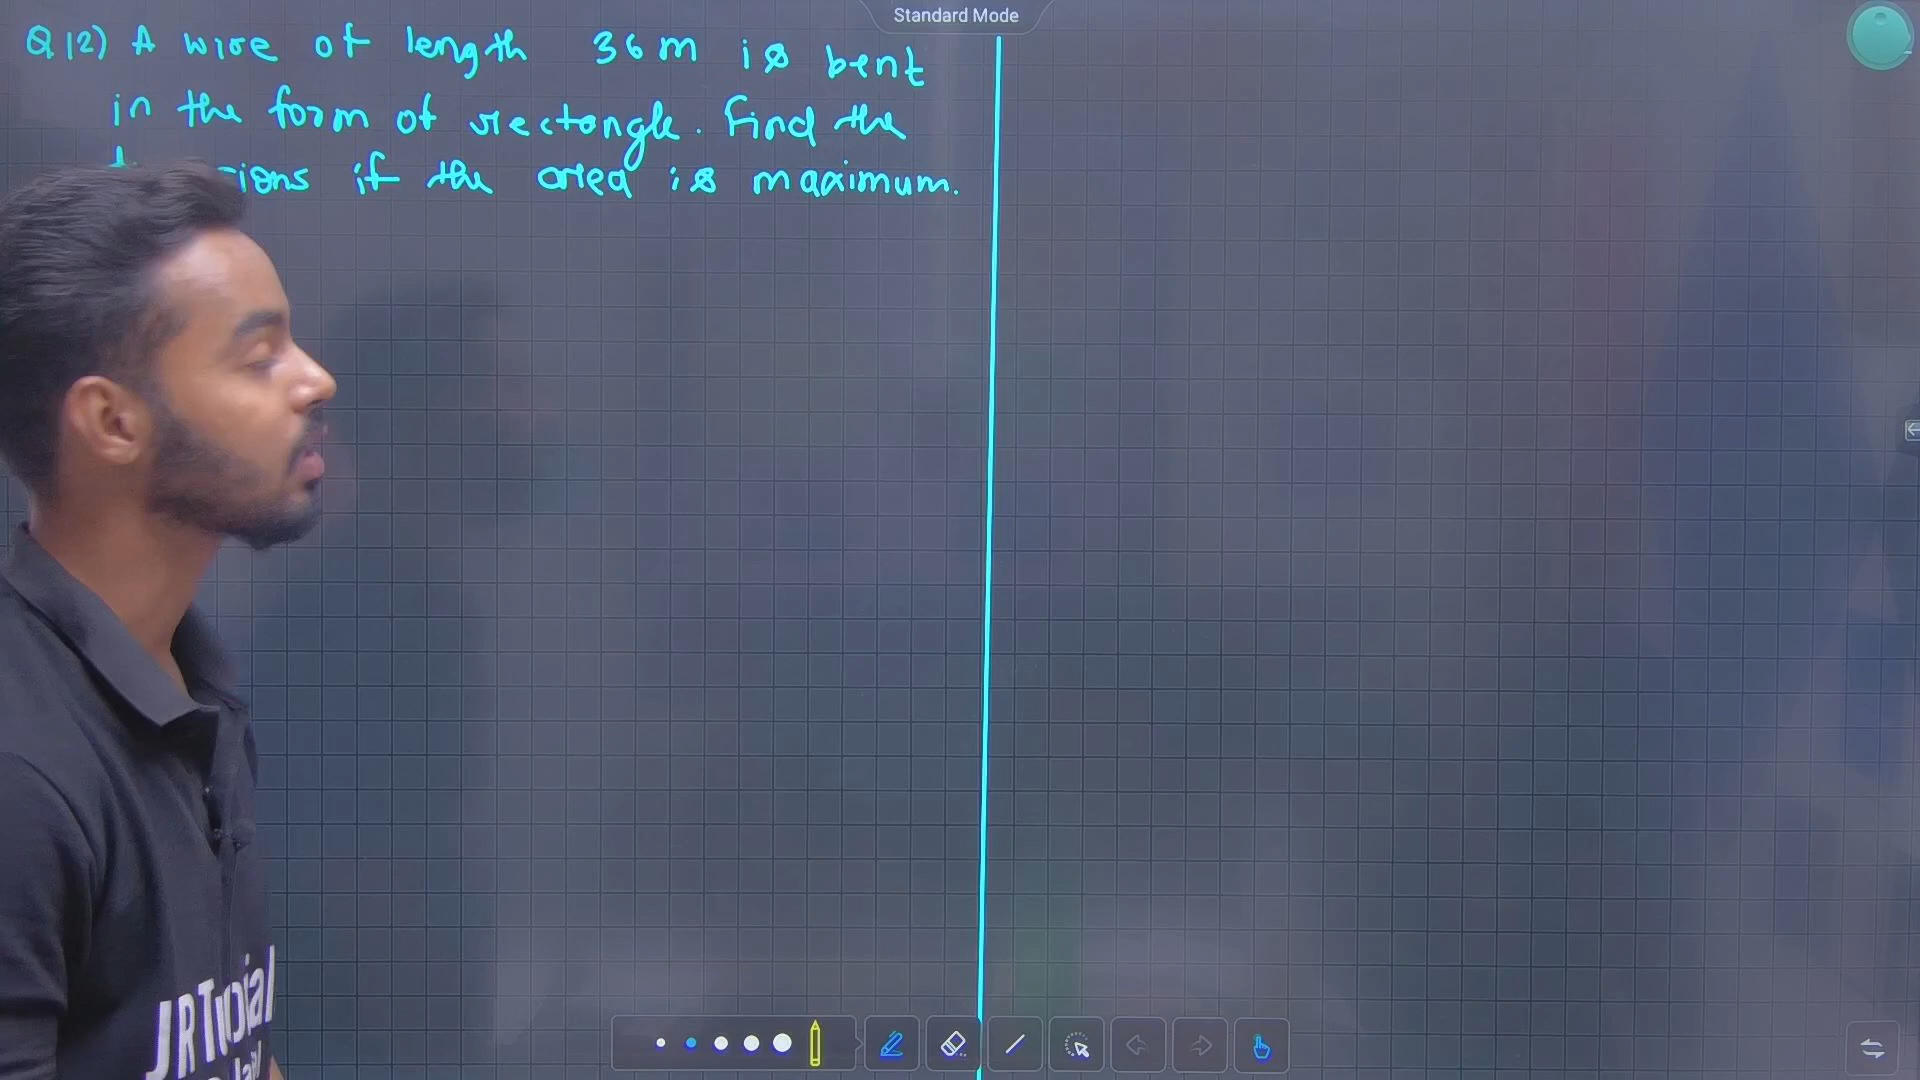 Standard Mode
Q 12) A wire of length 36 m is bent
in the form of rectangle. Find the
if the area is maximum.
JRTutorial